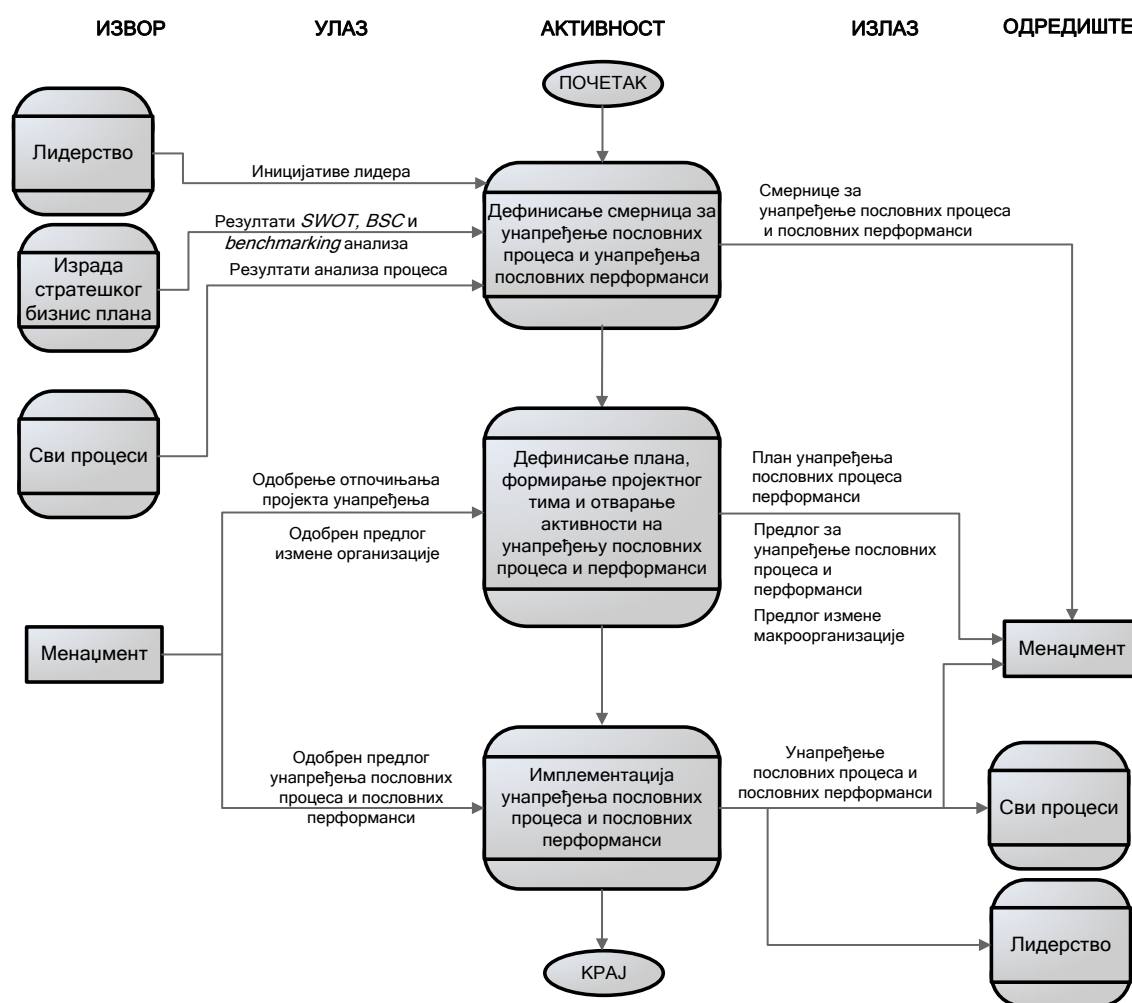 ИЗВОР
УЛАЗ
АКТИВНОСТ
ИЗЛАЗ
ОДРЕДИШТЕ
ПОЧЕТАК
Лидерство
Иницијативе лидера
Израда
стратешког
бизнис плана
Резултати SWOT, BSC и
benchmarking анализа
Резултати анализа процеса
Дефинисање смерница за
унапређење пословних
процеса и унапређења
пословних перформанси
Смернице за
унапређење пословних процеса
и пословних перформанси
Сви процеси
Одобрење отпочињања
пројекта унапређења
Одобрен предлог
измене организације
Дефинисање плана,
формирање пројектног
тима и отварање
активности на
унапређењу пословних
процеса и перформанси
План унапређења
пословних процеса
перформанси
Предлог за
унапређење пословних
процеса и
перформанси
Предлог измене
макроорганизације
Менаџмент
Менаџмент
Одобрен предлог
унапређења пословних
процеса и пословних
перформанси
Имплементација
унапређења пословних
процеса и пословних
перформанси
Унапређење
пословних процеса и
пословних перформанси
Сви процеси
Лидерство
КРАЈ